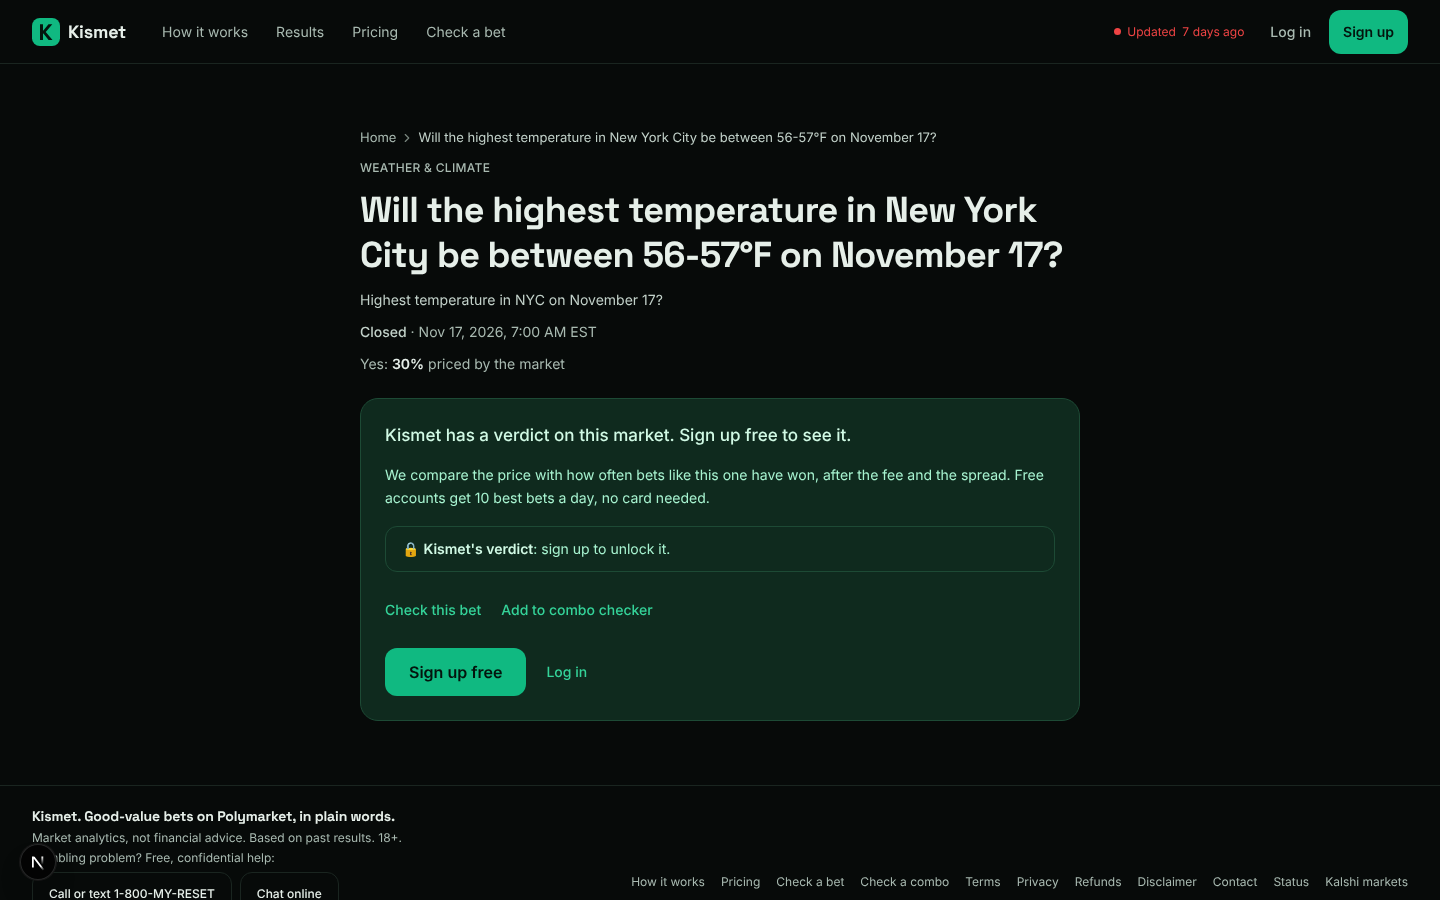 K Kismet
How it works Results Pricing Check a bet
Updated 7 days ago
Log in
Sign up
Home > Will the highest temperature in New York City be between 56-57°F on November 17?
WEATHER & CLIMATE
Will the highest temperature in New York
City be between 56-57°F on November 17?
Highest temperature in NYC on November 17?
Closed · Nov 17, 2026, 7:00 AM EST
Yes: 30% priced by the market
Kismet has a verdict on this market. Sign up free to see it.
We compare the price with how often bets like this one have won, after the fee and the spread. Free
accounts get 10 best bets a day, no card needed.
🔒 Kismet's verdict: sign up to unlock it.
Check this bet Add to combo checker
Sign up free Log in
Kismet. Good-value bets on Polymarket, in plain words.
Market analytics, not financial advice. Based on past results. 18+.
N
problem? Free, confidential help:
Call or text 1-800-MY-RESET Chat online
How it works Pricing Check a bet Check a combo Terms Privacy Refunds Disclaimer Contact Status Kalshi markets